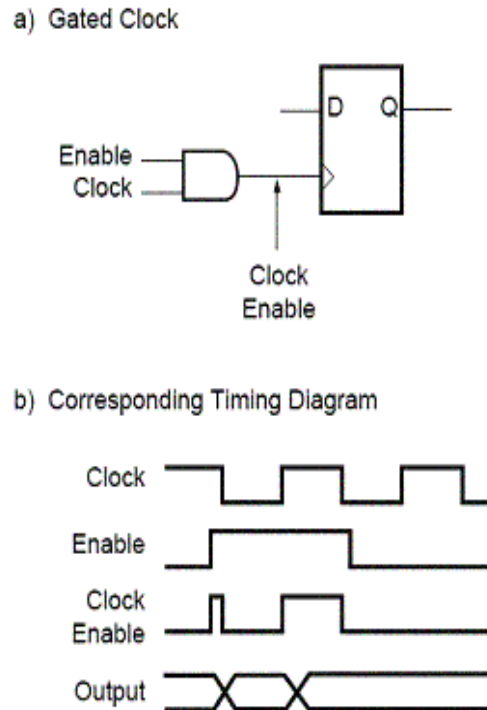 a) Gated Clock
D Q
Enable
Clock
Clock
Enable
b) Corresponding Timing Diagram
Clock
Enable
Clock
Enable
Output